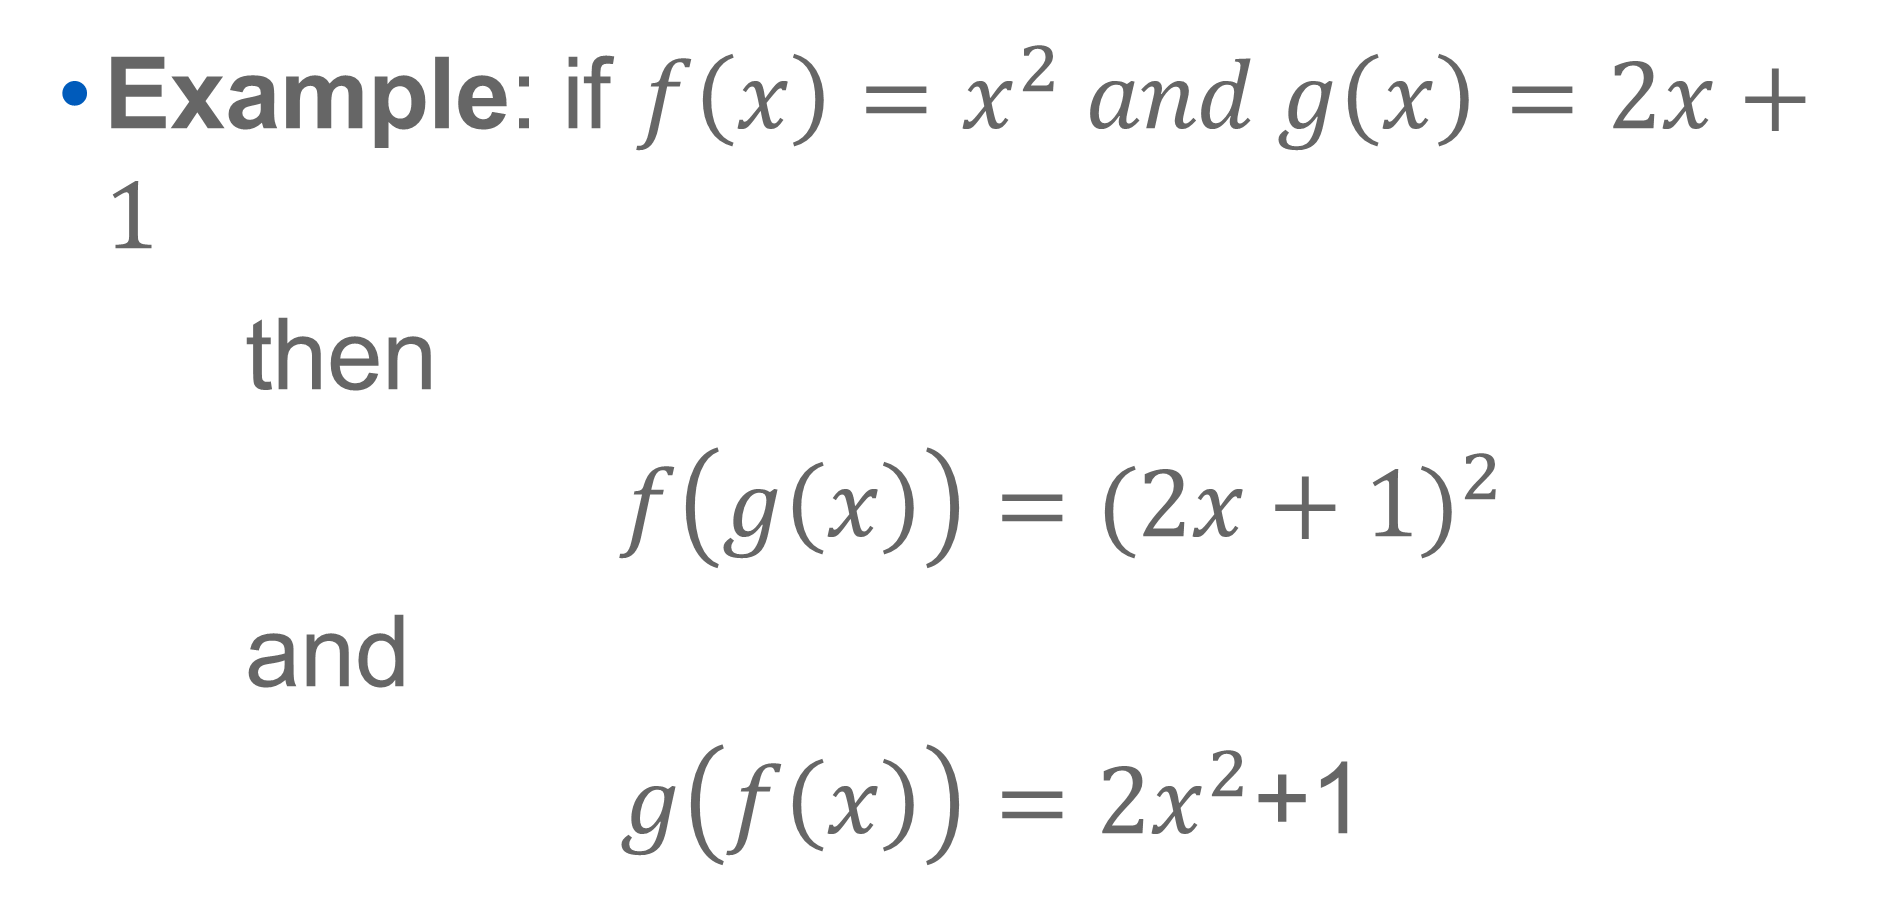 • Example: if f(x) = x² and g(x) = 2x +
1
then
f(g(x)) = (2x + 1)²
and
g(f(x)) = 2x²+1